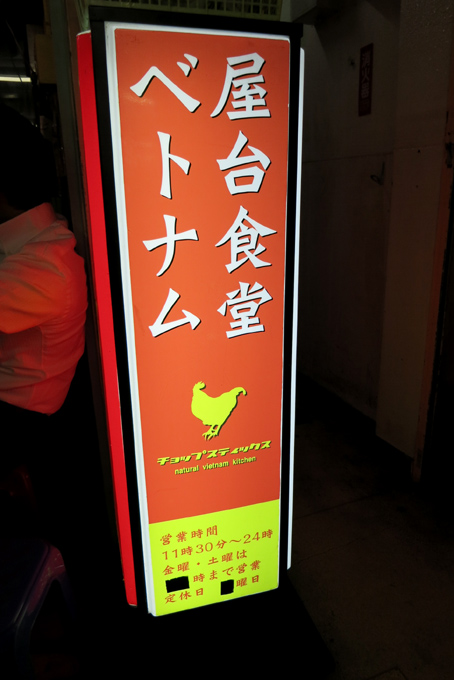 屋台食堂
ベトナム
チョップスティックス
natural vietnam kitchen
営業時間
11時30分〜24時
金曜・土曜は
時まで営業
定休日 曜日